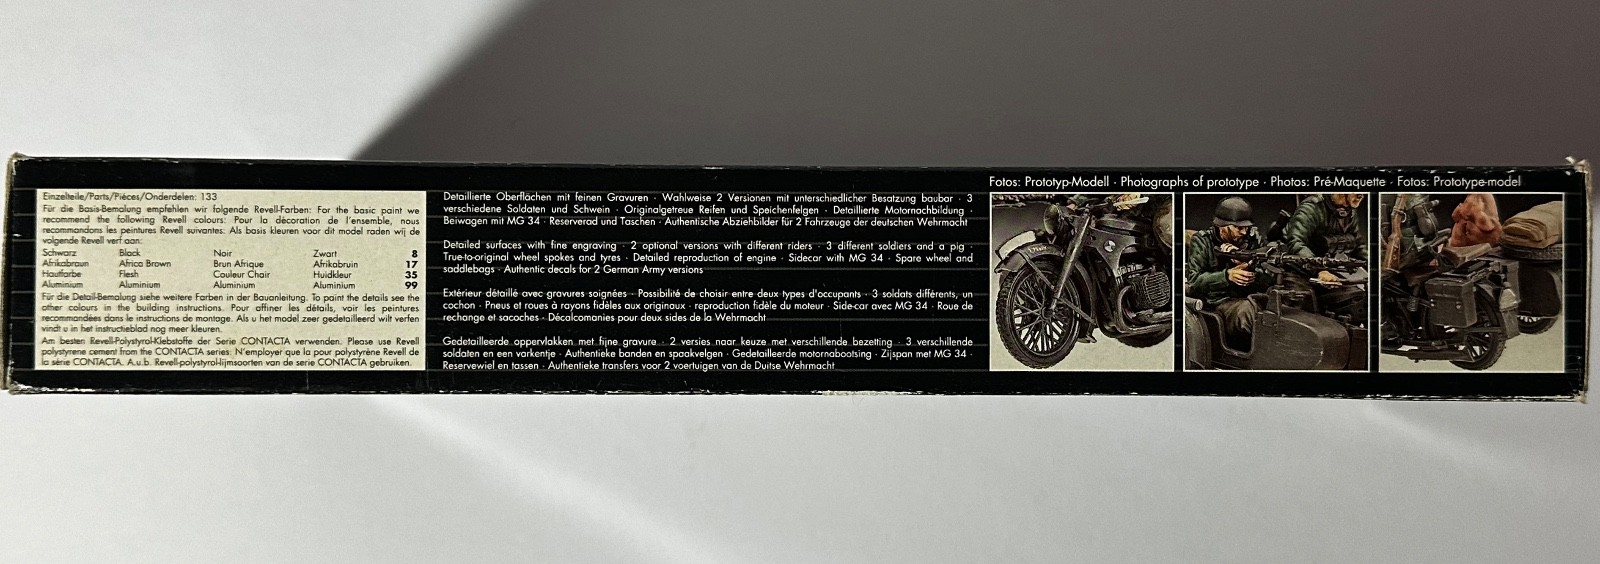 Einzelteile/Parts/Pièces/Onderdelen: 133
Für die Basis-Bemalung empfehlen wir folgende Revell-Farben: For the basic paint we
recommend the following Revell colours: Pour la décoration de l'ensemble, nous
recommandons les peintures Revell suivantes: Als basis kleuren voor dit model raden wij de
volgende Revell verf aan:
Schwarz Black Noir Zwart 8
Afrikabraun Africa Brown Brun Afrique Afrikabruin 17
Hautfarbe Flesh Couleur Chair Huidkleur 35
Aluminium Aluminium Aluminium Aluminium 99
Für die Detail-Bemalung siehe weitere Farben in der Bauanleitung. To paint the details see the
other colours in the building instructions. Pour affiner les détails, voir les peintures
recommandées dans le instructions de montage. Als u het model zeer gedetailleerd wilt verfen
vindt u in het instructieblad nog meer kleuren.
Am besten Revell-Polystyrol-Klebstoffe der Serie CONTACTA verwenden. Please use Revell
polystyrene cement from the CONTACTA series: N'employer que la pour polystyrène Revell de
la série CONTACTA. A.u.b. Revell-polystyrol-lijmsoorten van de serie CONTACTA gebruiken.
Detaillierte Oberflächen mit feinen Gravuren · Wahlweise 2 Versionen mit unterschiedlicher Besatzung baubar · 3
verschiedene Soldaten und Schwein · Originalgetreue Reifen und Speichenfelgen · Detaillierte Motornachbildung ·
Beiwagen mit MG 34 · Reserverad und Taschen · Authentische Abziehbilder für 2 Fahrzeuge der deutschen Wehrmacht
Detailed surfaces with fine engraving · 2 optional versions with different riders · 3 different soldiers and a pig ·
True-to-original wheel spokes and tyres · Detailed reproduction of engine · Sidecar with MG 34 · Spare wheel and
saddlebags · Authentic decals for 2 German Army versions
Extérieur détaillé avec gravures soignées · Possibilité de choisir entre deux types d'occupants · 3 soldats différents, un
cochon · Pneus et roues à rayons fidèles aux originaux · reproduction fidèle du moteur · Side-car avec MG 34 · Roue de
rechange et sacoches · Décalcomanies pour deux sides de la Wehrmacht
Gedetailleerde oppervlakken met fijne gravure · 2 versies naar keuze met verschillende bezetting · 3 verschillende
soldaten en een varkentje · Authentieke banden en spaakvelgen · Gedetailleerde motornabootsing · Zijspan met MG 34 ·
Reservewiel en tassen · Authentieke transfers voor 2 voertuigen van de Duitse Wehrmacht
Fotos: Prototyp-Modell · Photographs of prototype · Photos: Pré-Maquette · Fotos: Prototype-model